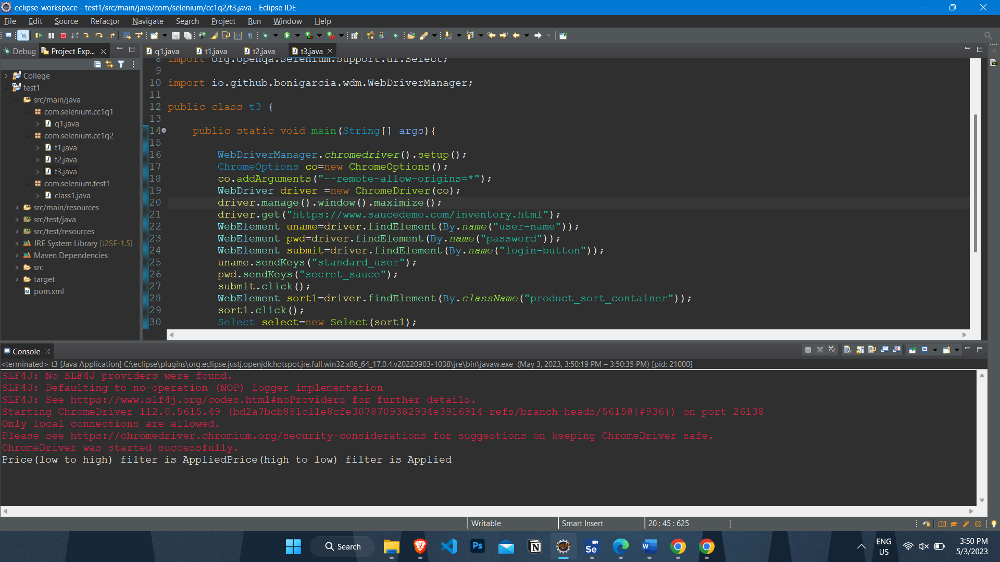 eclipse-workspace - test1/src/main/java/com/selenium/cc1q2/t3.java - Eclipse IDE
File Edit Source Refactor Navigate Search Project Run Window Help
Debug Project Exp... q1.java t1.java t2.java t3.java
College
test1
src/main/java
com.selenium.cc1q1
q1.java
com.selenium.cc1q2
t1.java
t2.java
t3.java
com.selenium.test1
class1.java
src/main/resources
src/test/java
src/test/resources
JRE System Library [J2SE-1.5]
Maven Dependencies
src
target
pom.xml
8 import org.openqa.selenium.support.ui.Select;
9
10 import io.github.bonigarcia.wdm.WebDriverManager;
11
12 public class t3 {
13
14 public static void main(String[] args){
15
16 WebDriverManager.chromedriver().setup();
17 ChromeOptions co=new ChromeOptions();
18 co.addArguments("--remote-allow-origins=*");
19 WebDriver driver =new ChromeDriver(co);
20 driver.manage().window().maximize();
21 driver.get("https://www.saucedemo.com/inventory.html");
22 WebElement uname=driver.findElement(By.name("user-name"));
23 WebElement pwd=driver.findElement(By.name("password"));
24 WebElement submit=driver.findElement(By.name("login-button"));
25 uname.sendKeys("standard_user");
26 pwd.sendKeys("secret_sauce");
27 submit.click();
28 WebElement sort1=driver.findElement(By.className("product_sort_container"));
29 sort1.click();
30 Select select=new Select(sort1);
Console
<terminated> t3 [Java Application] C:\eclipse\plugins\org.eclipse.justj.openjdk.hotspot.jre.full.win32.x86_64_17.0.4.v20220903-1038\jre\bin\javaw.exe (May 3, 2023, 3:50:19 PM – 3:50:35 PM) [pid: 21000]
SLF4J: No SLF4J providers were found.
SLF4J: Defaulting to no-operation (NOP) logger implementation
SLF4J: See https://www.slf4j.org/codes.html#noProviders for further details.
Starting ChromeDriver 112.0.5615.49 (bd2a7bcb881c11e8cfe3078709382934e3916914-refs/branch-heads/5615@{#936}) on port 26138
Only local connections are allowed.
Please see https://chromedriver.chromium.org/security-considerations for suggestions on keeping ChromeDriver safe.
ChromeDriver was started successfully.
Price(low to high) filter is AppliedPrice(high to low) filter is Applied
Writable Smart Insert 20 : 45 : 625
Search
Ps
Se
ENG
US
3:50 PM
5/3/2023